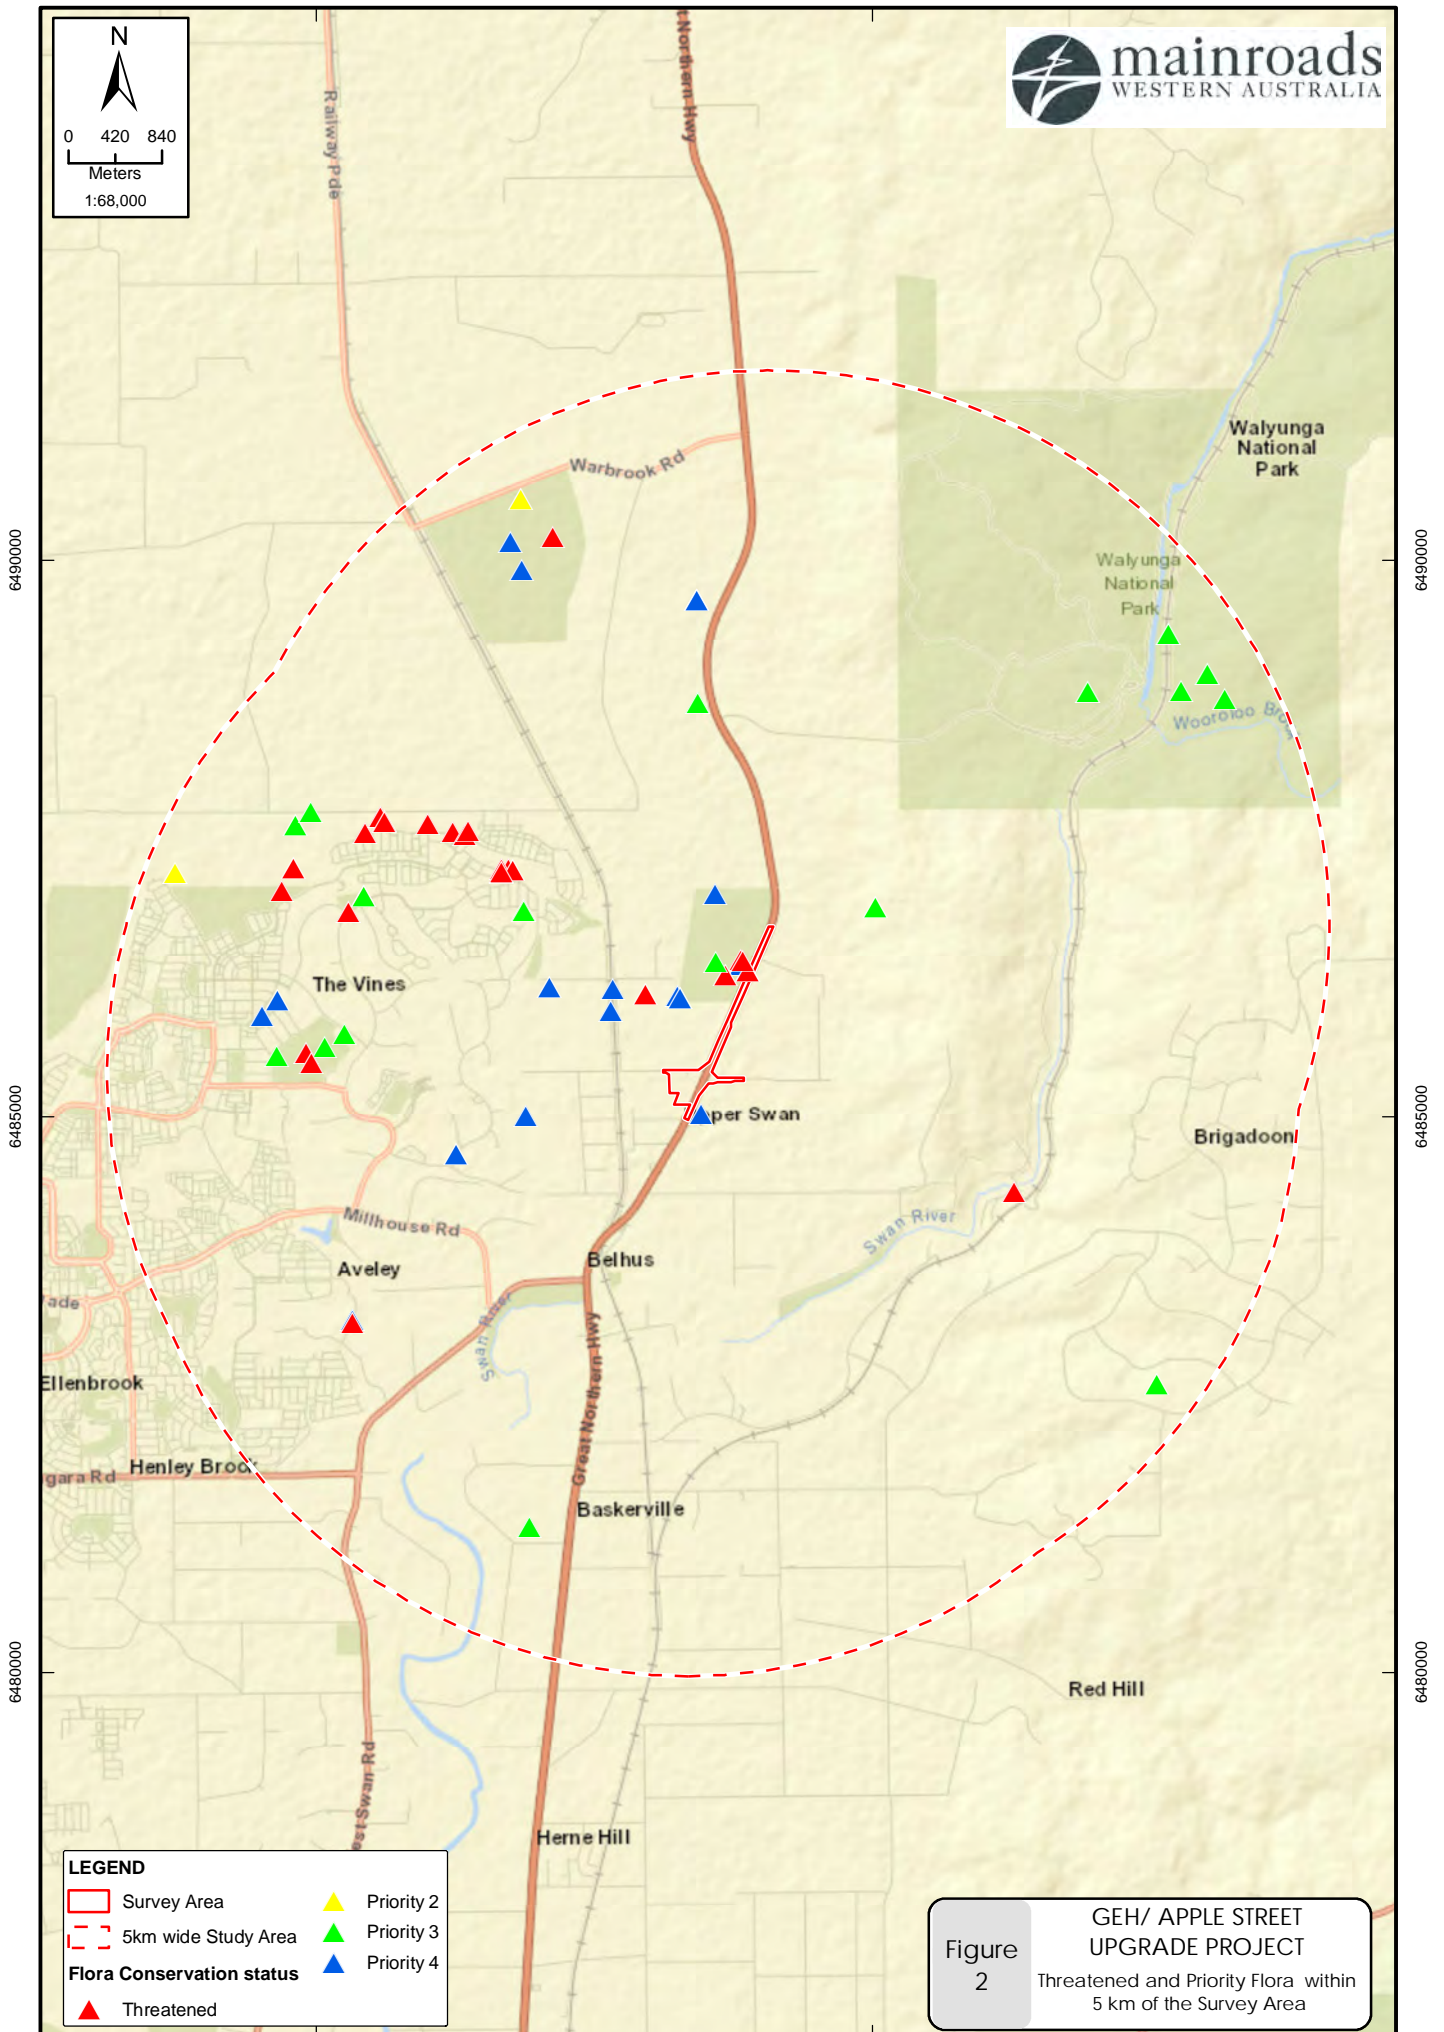 N
0 420 840
Meters
1:68,000
mainroads
WESTERN AUSTRALIA
t Northern Hwy
Railway Pde
Warbrook Rd
Walyunga
National
Park
Walyunga
National
Park
Wooroloo
6490000
6490000
The Vines
per Swan
6485000
6485000
Brigadoon
Swan River
Millhouse Rd
Belhus
Aveley
Swan River
Great Northern Hwy
Ellenbrook
Henley Brook
gara Rd
Baskerville
6480000
6480000
Red Hill
est Swan Rd
Herne Hill
LEGEND
Survey Area
5km wide Study Area
Flora Conservation status
Threatened
Priority 2
Priority 3
Priority 4
Figure
2
GEH/ APPLE STREET
UPGRADE PROJECT
Threatened and Priority Flora within
5 km of the Survey Area